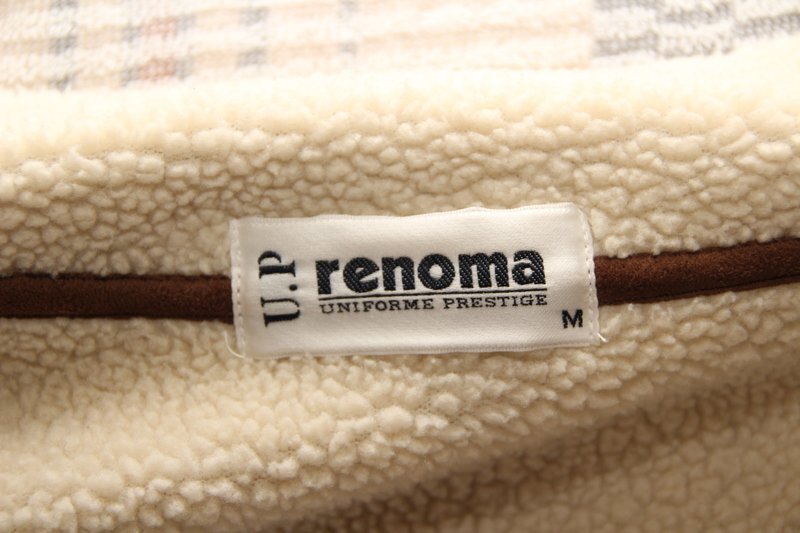 U.P
renoma
UNIFORME PRESTIGE
M